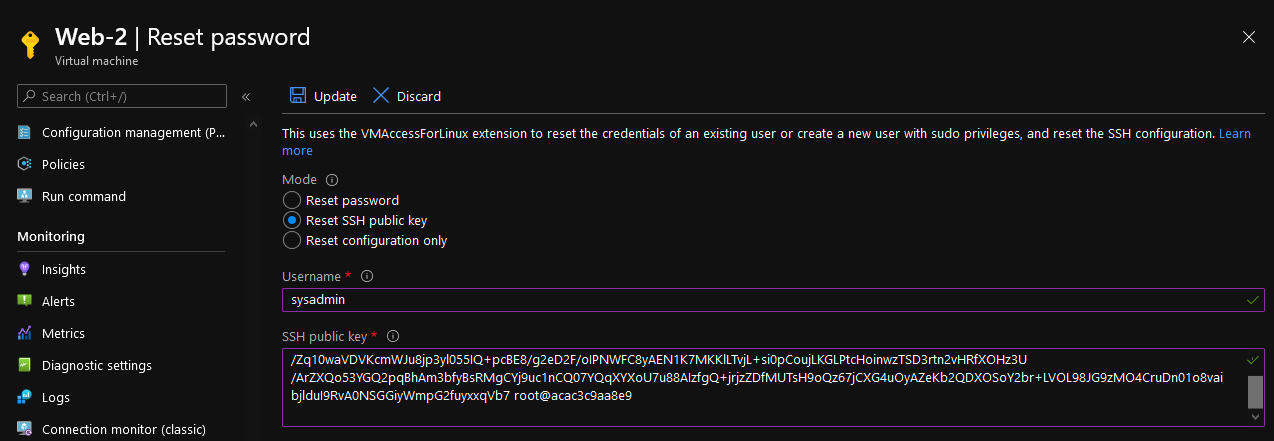 Web-2 | Reset password
Virtual machine
Search (Ctrl+/)
Configuration management (P...
Policies
Run command
Monitoring
Insights
Alerts
Metrics
Diagnostic settings
Logs
Connection monitor (classic)
Update
Discard
This uses the VMAccessForLinux extension to reset the credentials of an existing user or create a new user with sudo privileges, and reset the SSH configuration. Learn
more
Mode
Reset password
Reset SSH public key
Reset configuration only
Username *
sysadmin
SSH public key *
/Zq10waVDVKcmWJu8jp3yl055IQ+pcBE8/g2eD2F/oIPNWFC8yAEN1K7MKKlLTvjL+si0pCoujLKGLPtcHoinwzTSD3rtn2vHRfXOHz3U
/ArZXQo53YGQ2pqBhAm3bfyBsRMgCYj9uc1nCQ07YQqXYXoU7u88AIzfgQ+jrjzZDfMUTsH9oQz67jCXG4uOyAZeKb2QDXOSoY2br+LVOL98JG9zMO4CruDn01o8vai
bjlduI9RvA0NSGGiyWmpG2fuyxxqVb7 root@acac3c9aa8e9